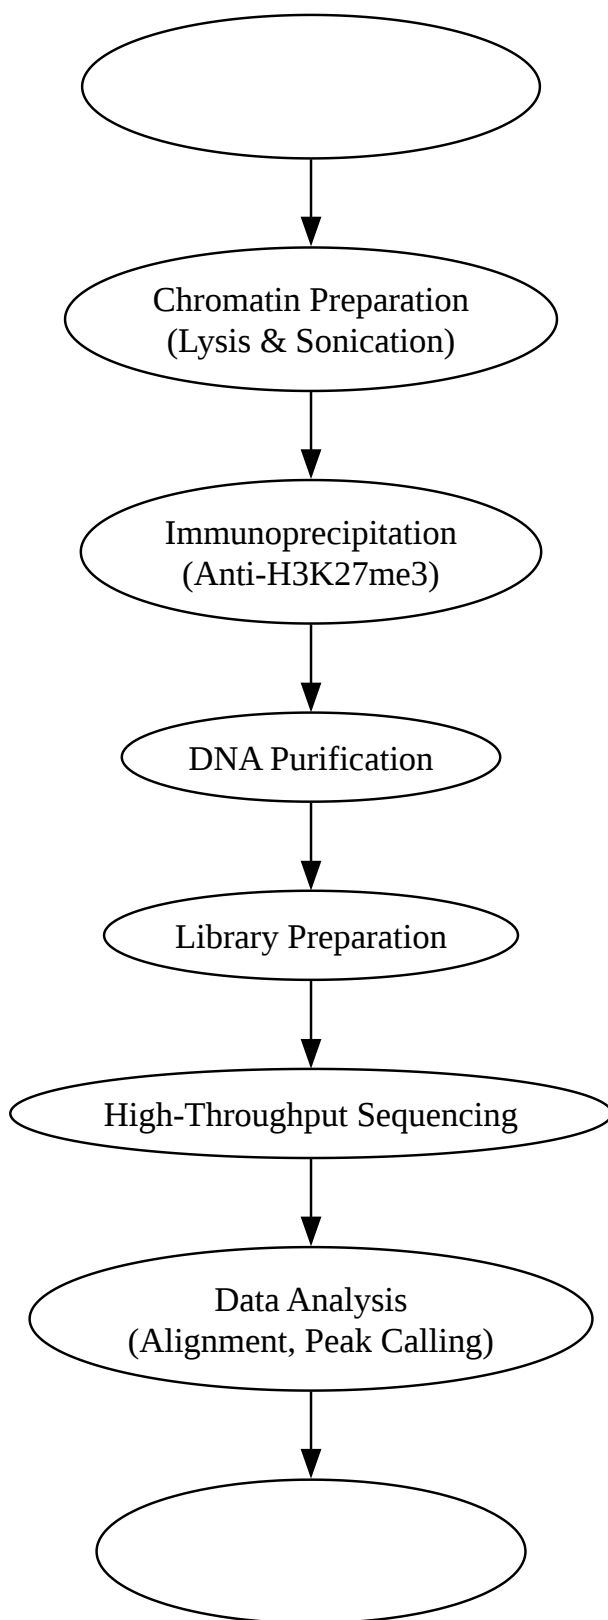 Chromatin Preparation
(Lysis & Sonication)
Immunoprecipitation
(Anti-H3K27me3)
DNA Purification
Library Preparation
High-Throughput Sequencing
Data Analysis
(Alignment, Peak Calling)